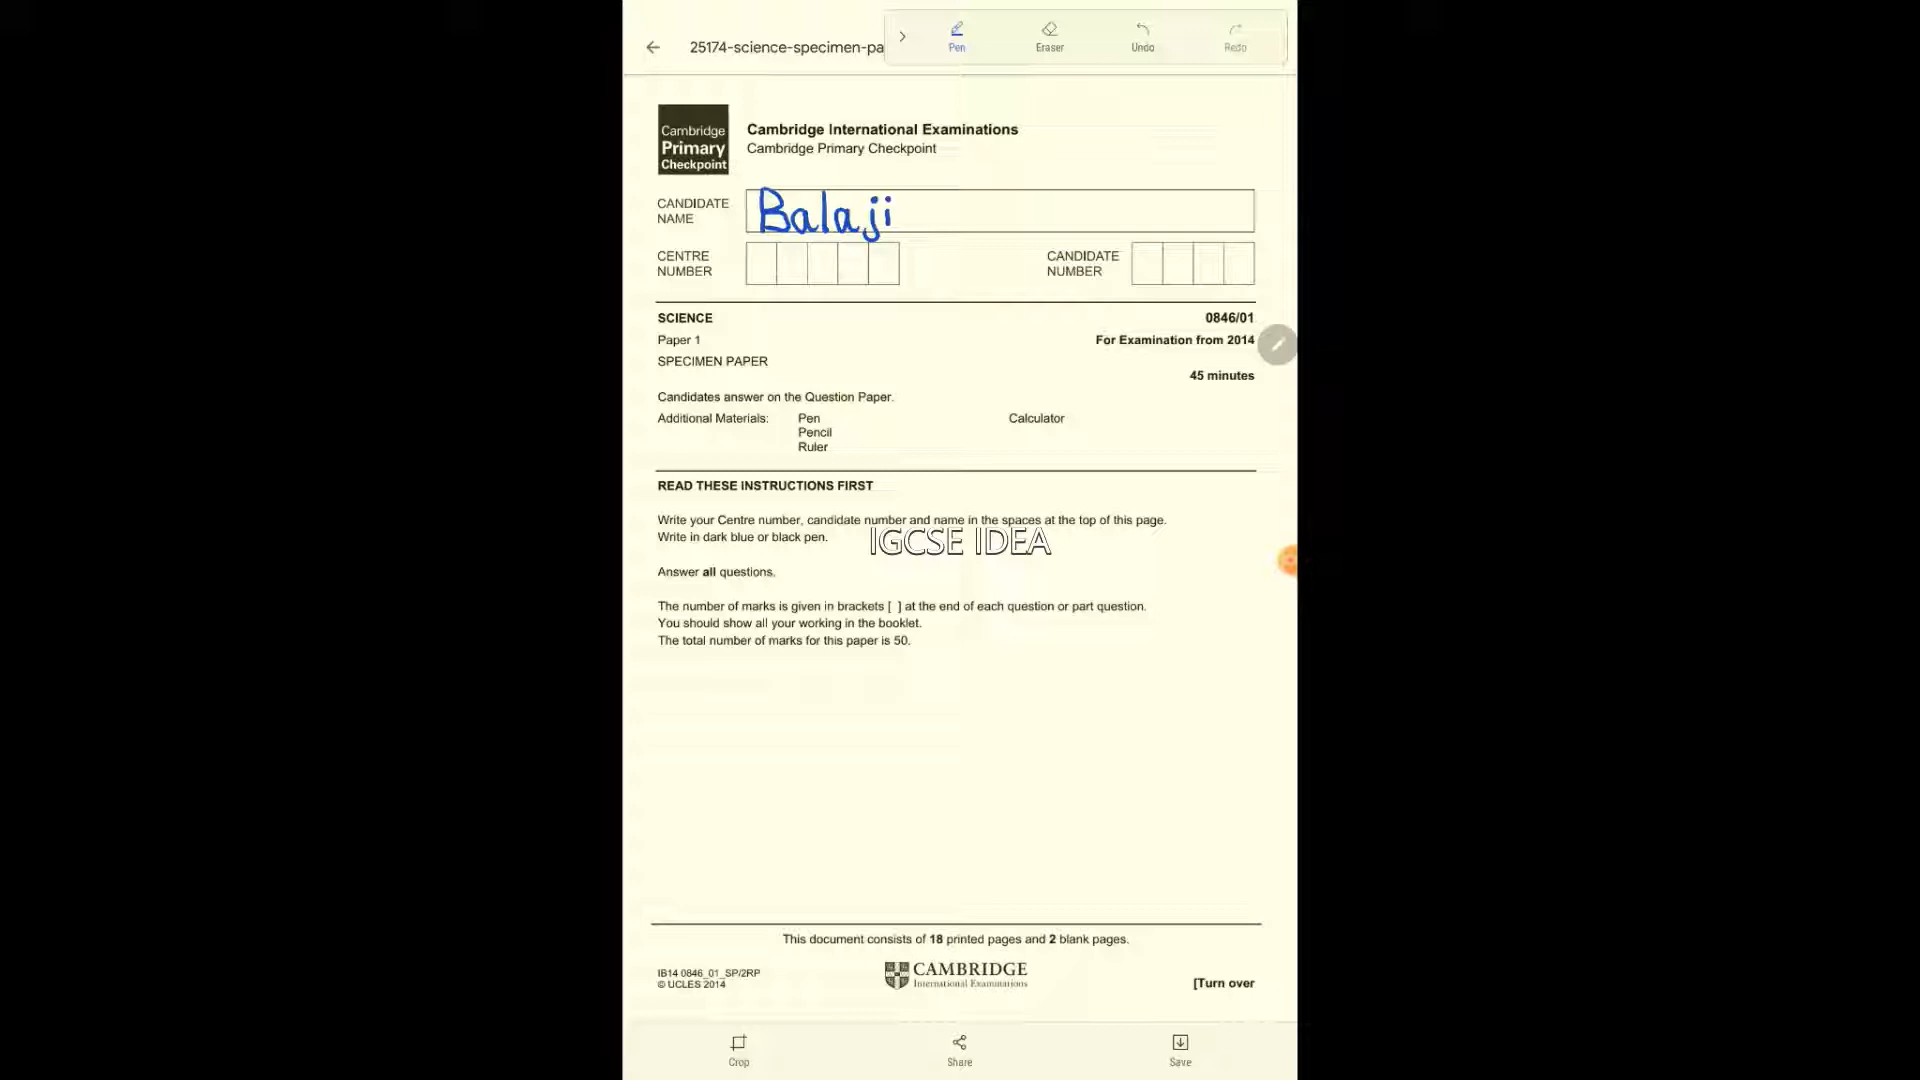 25174-science-specimen-pa
Pen
Eraser
Undo
Redo
Cambridge
Primary
Checkpoint
Cambridge International Examinations
Cambridge Primary Checkpoint
CANDIDATE
NAME
Balaji
CENTRE
NUMBER
CANDIDATE
NUMBER
SCIENCE
0846/01
Paper 1
For Examination from 2014
SPECIMEN PAPER
45 minutes
Candidates answer on the Question Paper.
Additional Materials: Pen Calculator
Pencil
Ruler
READ THESE INSTRUCTIONS FIRST
Write your Centre number, candidate number and name in the spaces at the top of this page.
Write in dark blue or black pen.
IGCSE IDEA
Answer all questions.
The number of marks is given in brackets [ ] at the end of each question or part question.
You should show all your working in the booklet.
The total number of marks for this paper is 50.
This document consists of 18 printed pages and 2 blank pages.
IB14 0846_01_SP/2RP
© UCLES 2014
CAMBRIDGE
International Examinations
[Turn over
Crop
Share
Save